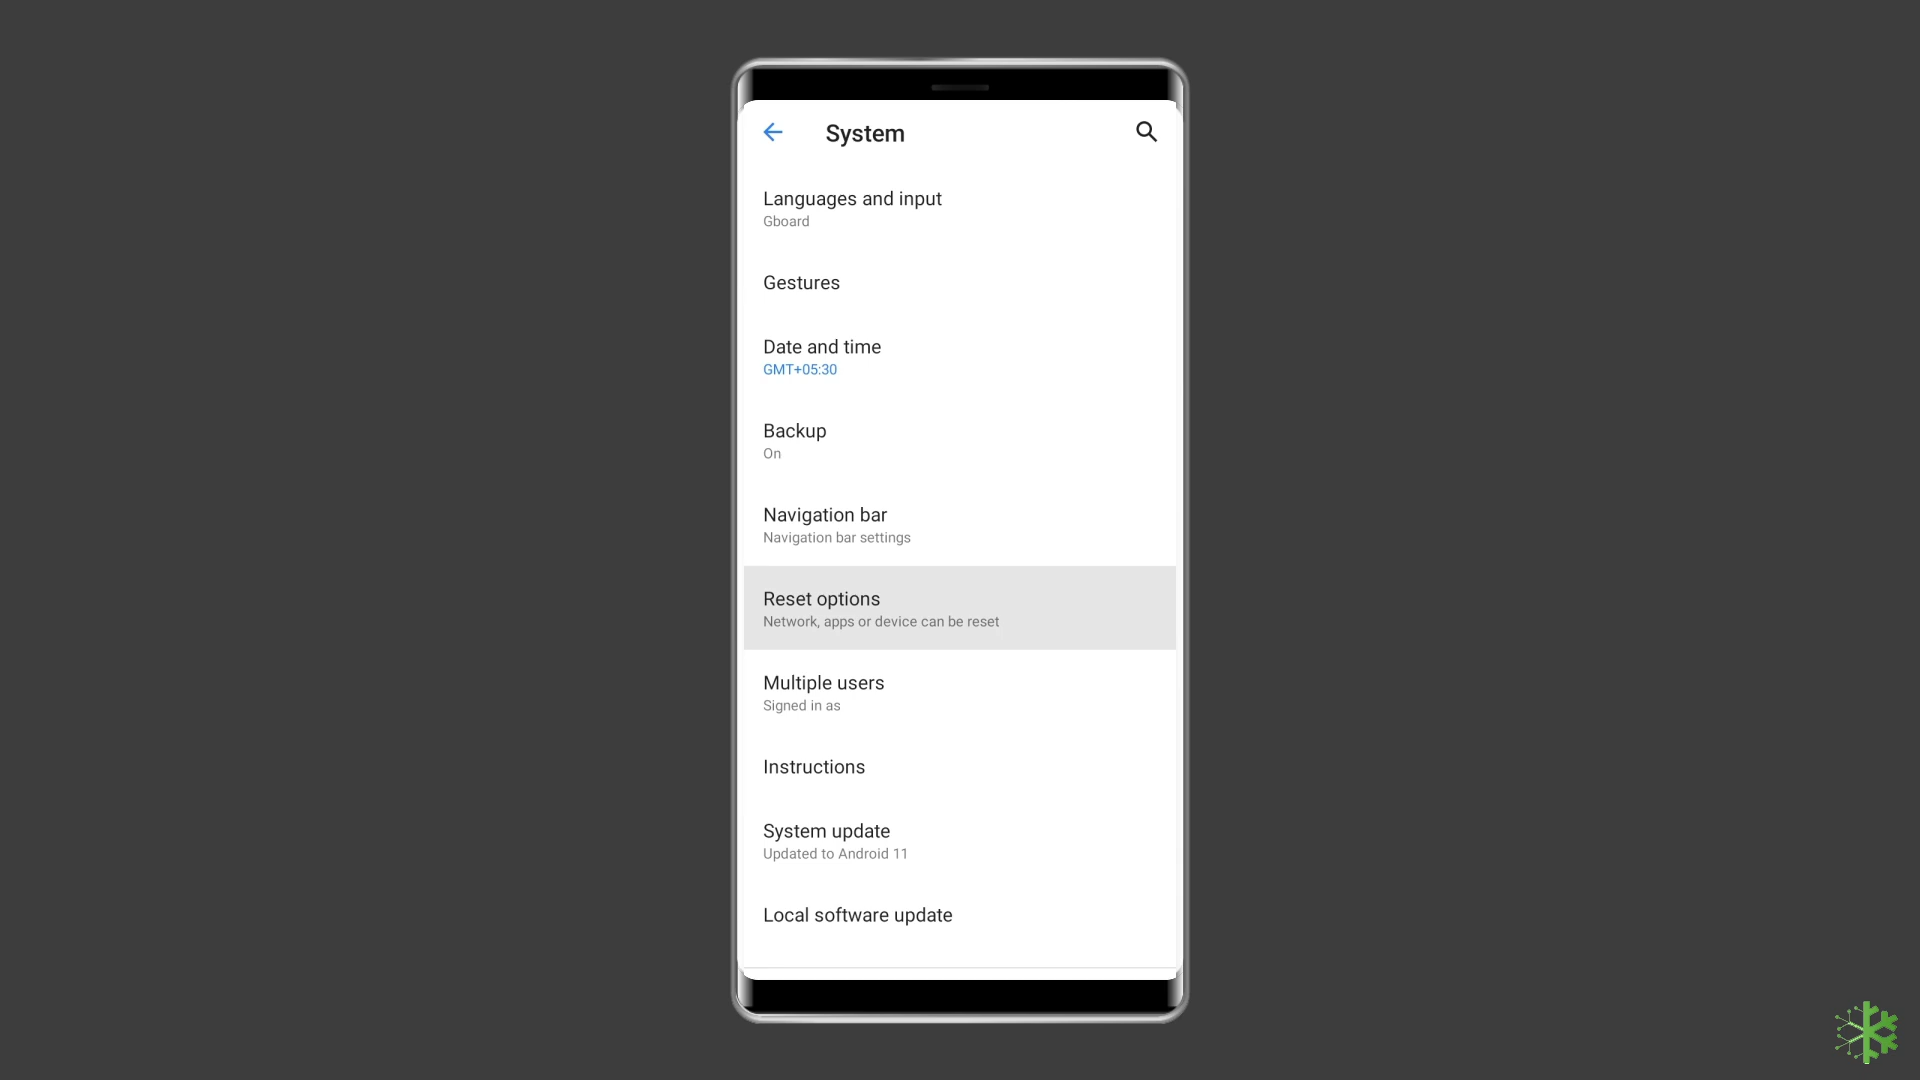 System
Languages and input
Gboard
Gestures
Date and time
GMT+05:30
Backup
On
Navigation bar
Navigation bar settings
Reset options
Network, apps or device can be reset
Multiple users
Signed in as
Instructions
System update
Updated to Android 11
Local software update